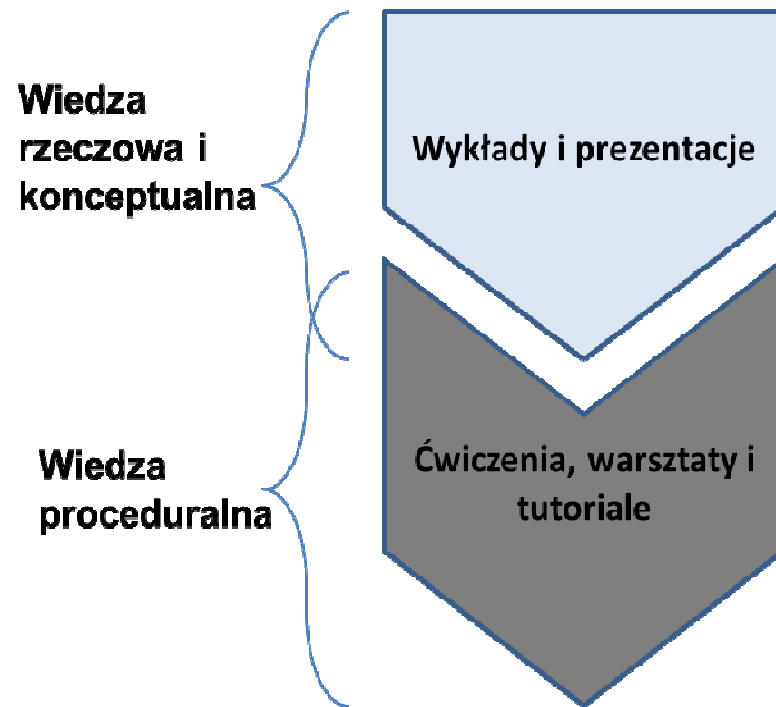 Wiedza
rzeczowa i
konceptualna
Wykłady i prezentacje
Wiedza
proceduralna
Ćwiczenia, warsztaty i
tutoriale